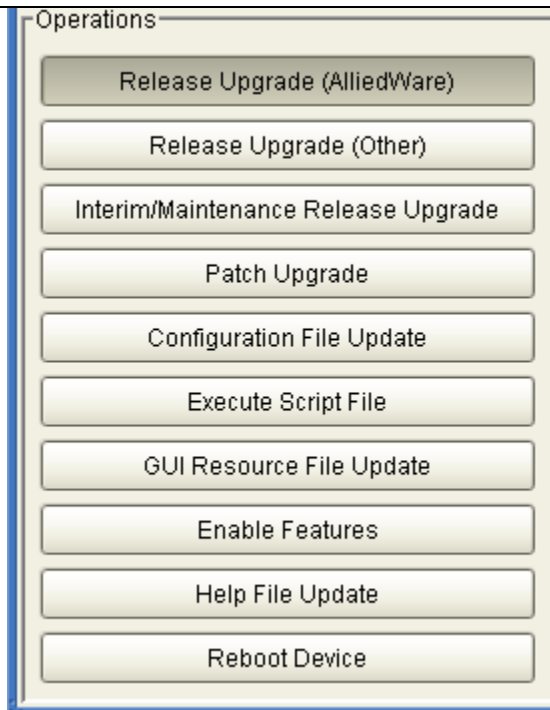 Operations
Release Upgrade (AlliedWare)
Release Upgrade (Other)
Interim/Maintenance Release Upgrade
Patch Upgrade
Configuration File Update
Execute Script File
GUI Resource File Update
Enable Features
Help File Update
Reboot Device